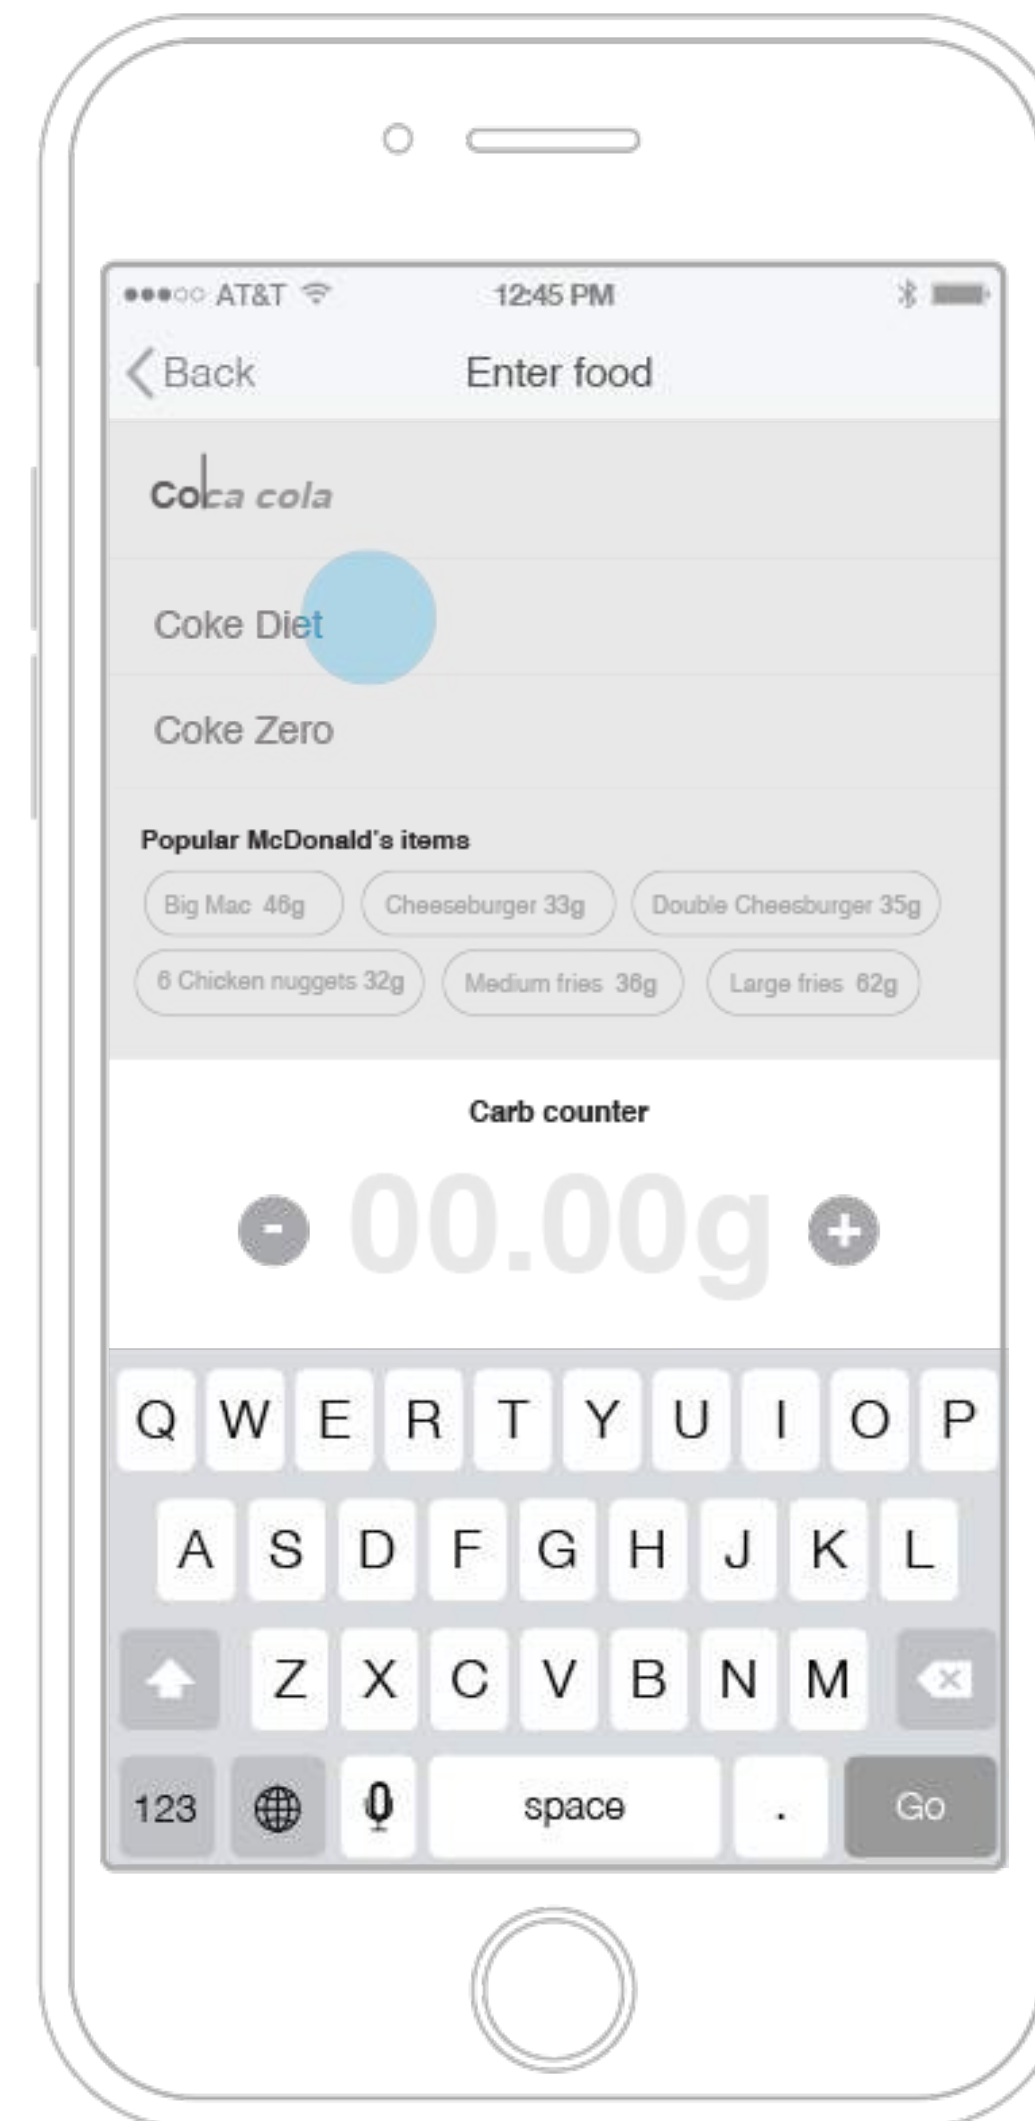 AT&T 12:45 PM
Back Enter food
Coca cola
Coke Diet
Coke Zero
Popular McDonald's items
Big Mac 46g Cheeseburger 33g Double Cheesburger 35g
6 Chicken nuggets 32g Medium fries 36g Large fries 62g
Carb counter
- 00.00g +
Q W E R T Y U I O P
A S D F G H J K L
Z X C V B N M
123 space . Go